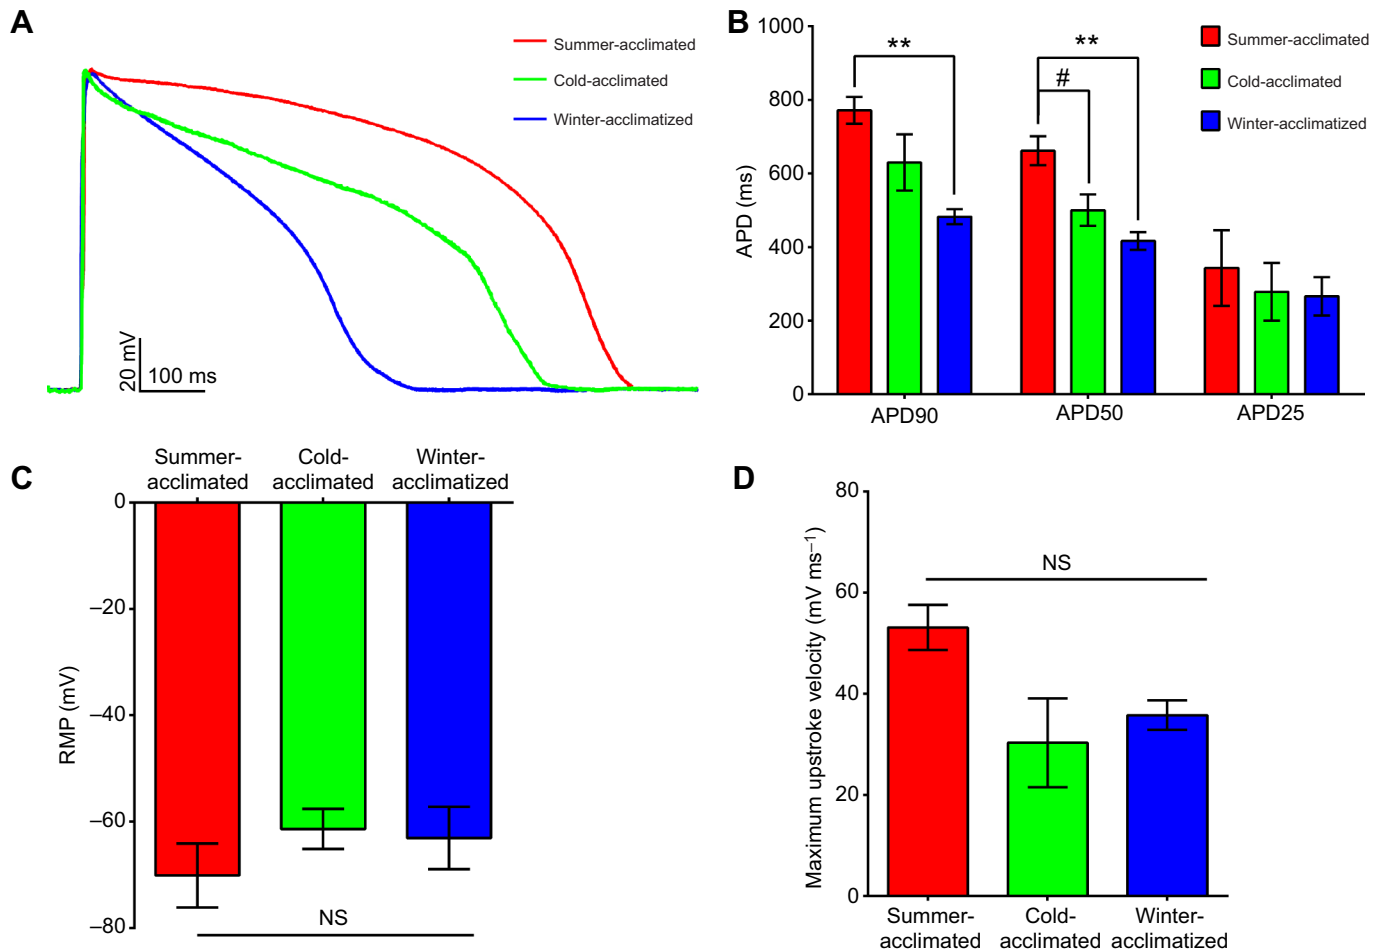 A
Summer-acclimated
Cold-acclimated
Winter-acclimatized
20 mV
100 ms
B
1000
800
600
400
200
0
APD (ms)
**
**
#
Summer-acclimated
Cold-acclimated
Winter-acclimatized
APD90
APD50
APD25
C
Summer-
acclimated
Cold-
acclimated
Winter-
acclimatized
0
–20
–40
–60
–80
RMP (mV)
NS
D
80
60
40
20
0
Maximum upstroke velocity (mV ms–1)
NS
Summer-
acclimated
Cold-
acclimated
Winter-
acclimatized